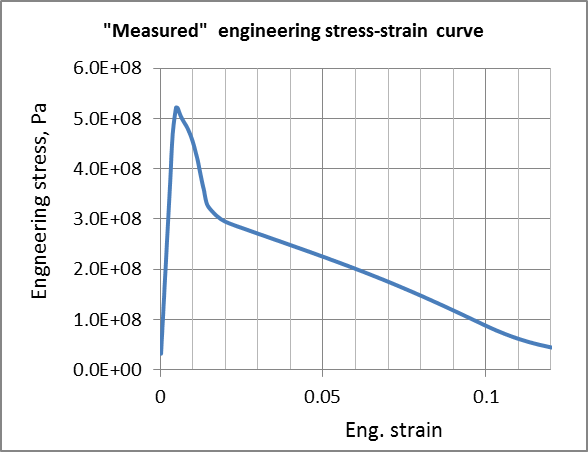 "Measured" engineering stress-strain curve
6.0E+08
5.0E+08
4.0E+08
3.0E+08
2.0E+08
1.0E+08
0.0E+00
Engneering stress, Pa
0 0.05 0.1
Eng. strain